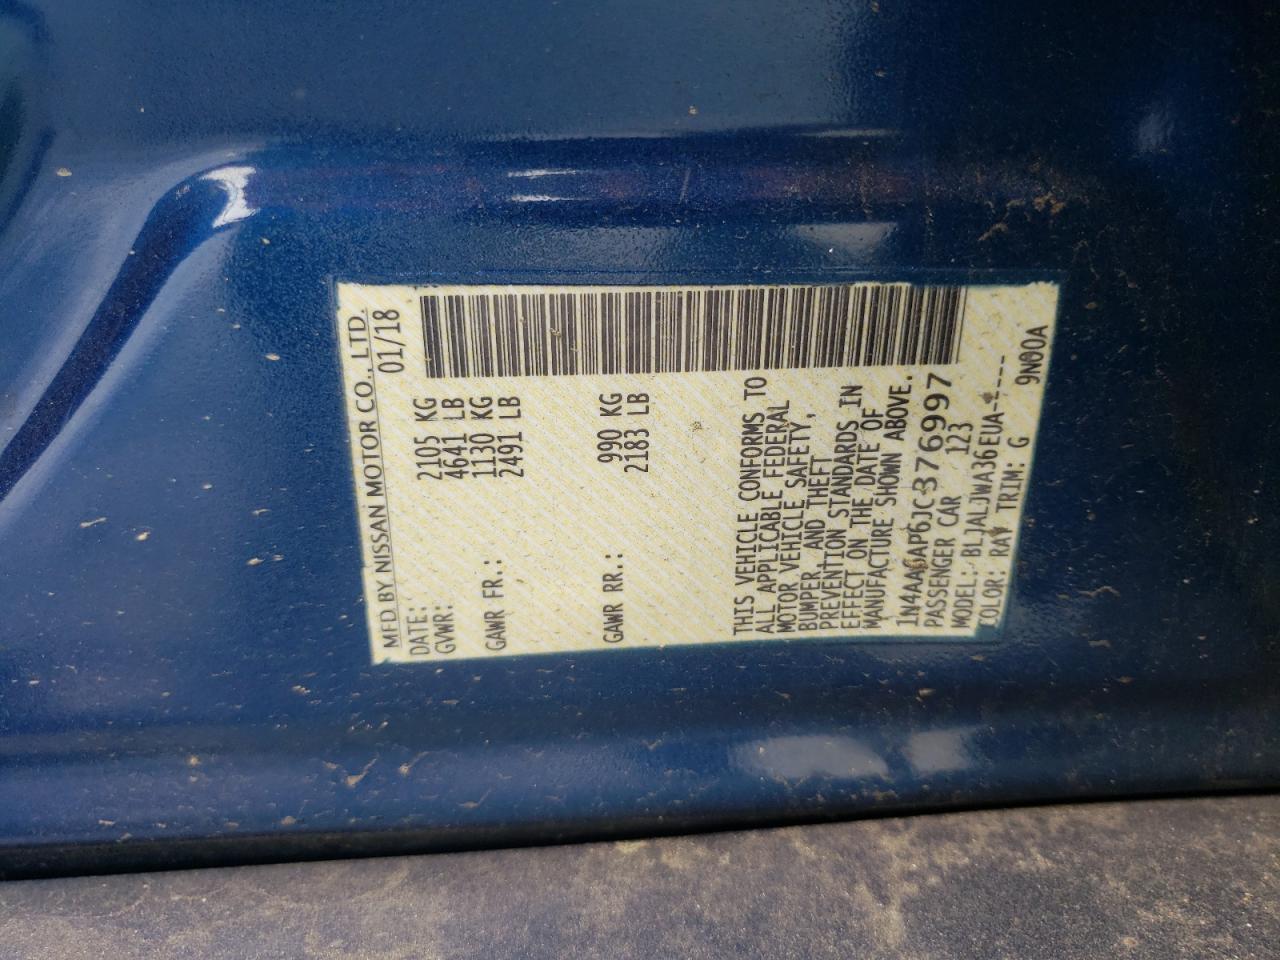 MFD BY NISSAN MOTOR CO., LTD.
DATE: 01/18
GVWR: 2105 KG
4641 LB
GAWR FR.: 1130 KG
2491 LB
GAWR RR.: 990 KG
2183 LB
THIS VEHICLE CONFORMS TO
ALL APPLICABLE FEDERAL
MOTOR VEHICLE SAFETY,
BUMPER, AND THEFT
PREVENTION STANDARDS IN
EFFECT ON THE DATE OF
MANUFACTURE SHOWN ABOVE.
1N4AA6AP6JC376997
PASSENGER CAR 123
MODEL: BLJALJWA36EUA-----
COLOR: RAY TRIM: G 9N00A